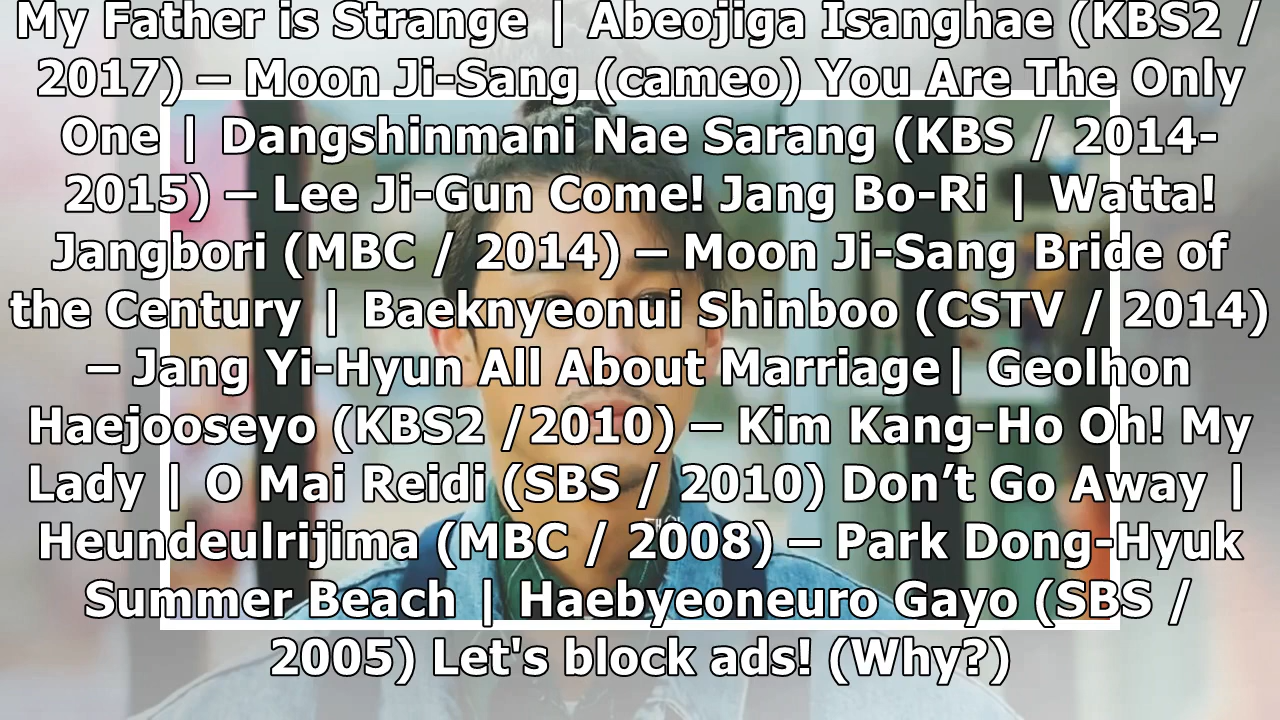 My Father is Strange | Abeojiga Isanghae (KBS2 /
2017) – Moon Ji-Sang (cameo) You Are The Only
One | Dangshinmani Nae Sarang (KBS / 2014-
2015) – Lee Ji-Gun Come! Jang Bo-Ri | Watta!
Jangbori (MBC / 2014) – Moon Ji-Sang Bride of
the Century | Baeknyeonui Shinboo (CSTV / 2014)
– Jang Yi-Hyun All About Marriage| Geolhon
Haejooseyo (KBS2 /2010) – Kim Kang-Ho Oh! My
Lady | O Mai Reidi (SBS / 2010) Don’t Go Away |
Heundeulrijima (MBC / 2008) – Park Dong-Hyuk
Summer Beach | Haebyeoneuro Gayo (SBS /
2005) Let's block ads! (Why?)